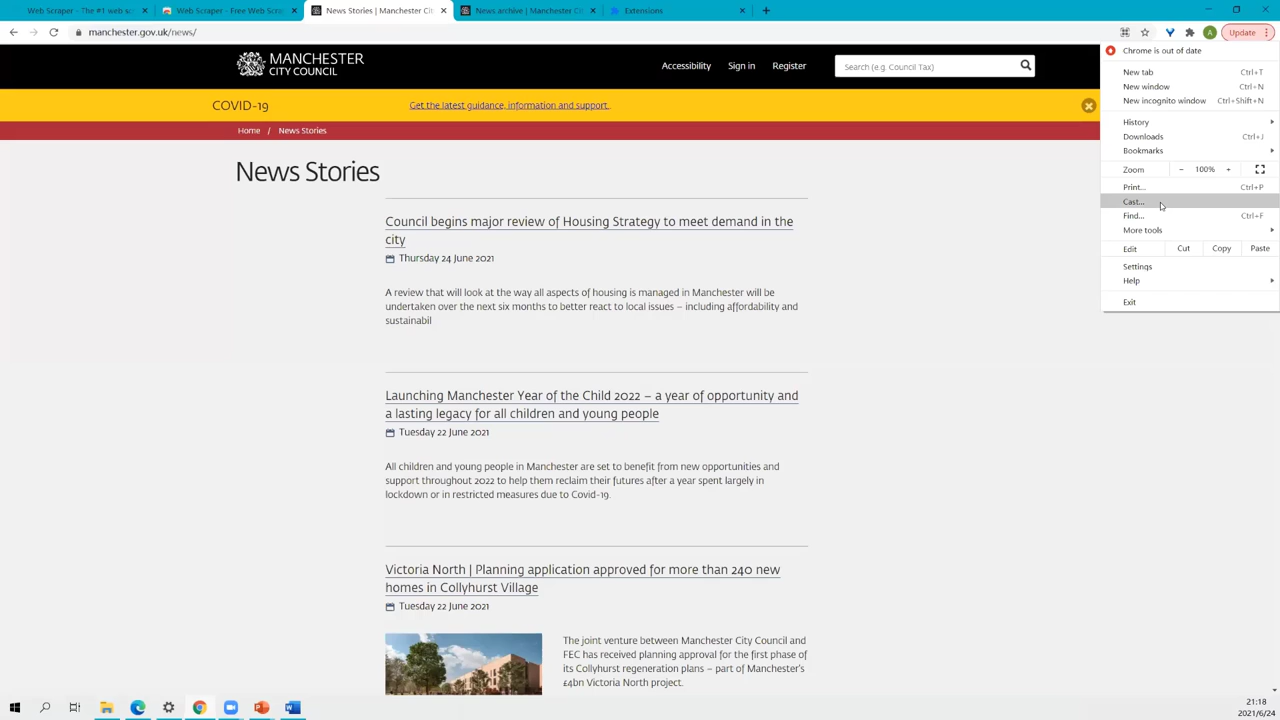 Web Scraper - The #1 web sc
Web Scraper - Free Web Scra
News Stories | Manchester Cit
News archive | Manchester Cit
Extensions
manchester.gov.uk/news/
A
Update
MANCHESTER
CITY COUNCIL
Accessibility
Sign in
Register
Search (e.g. Council Tax)
COVID-19
Get the latest guidance, information and support.
Home / News Stories
News Stories
Council begins major review of Housing Strategy to meet demand in the
city
Thursday 24 June 2021
A review that will look at the way all aspects of housing is managed in Manchester will be
undertaken over the next six months to better react to local issues – including affordability and
sustainabil
Launching Manchester Year of the Child 2022 – a year of opportunity and
a lasting legacy for all children and young people
Tuesday 22 June 2021
All children and young people in Manchester are set to benefit from new opportunities and
support throughout 2022 to help them reclaim their futures after a year spent largely in
lockdown or in restricted measures due to Covid-19.
Victoria North | Planning application approved for more than 240 new
homes in Collyhurst Village
Tuesday 22 June 2021
The joint venture between Manchester City Council and
FEC has received planning approval for the first phase of
its Collyhurst regeneration plans – part of Manchester's
£4bn Victoria North project.
Chrome is out of date
New tab Ctrl+T
New window Ctrl+N
New incognito window Ctrl+Shift+N
History
Downloads Ctrl+J
Bookmarks
Zoom − 100% +
Print... Ctrl+P
Cast...
Find... Ctrl+F
More tools
Edit Cut Copy Paste
Settings
Help
Exit
21:18
2021/6/24